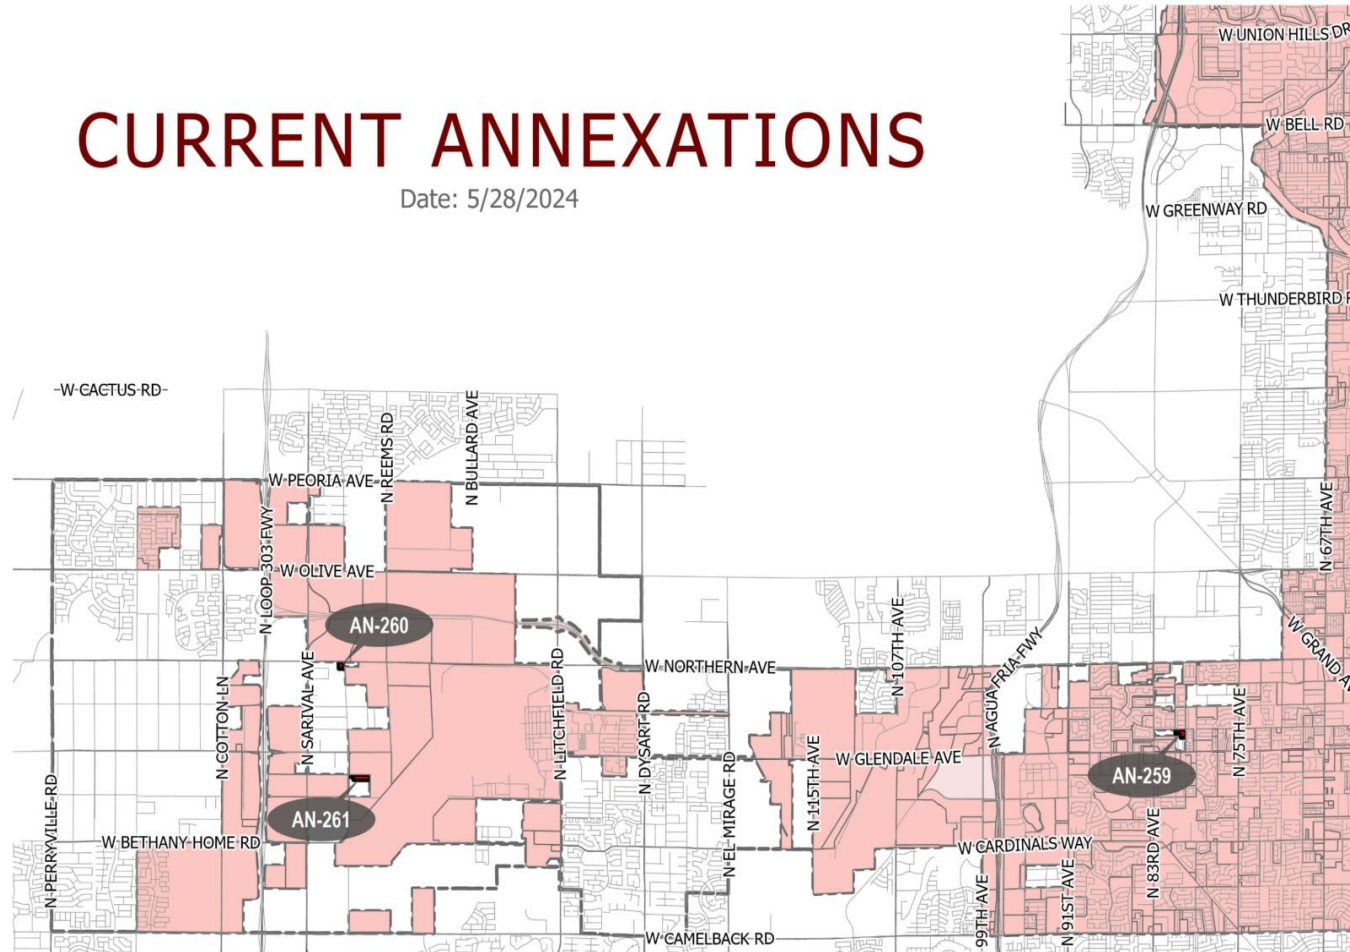 W UNION HILLS DR
CURRENT ANNEXATIONS
W BELL RD
Date: 5/28/2024
W GREENWAY RD
W THUNDERBIRD
W CACTUS RD
N REEMS RD
N BULLARD AVE
W PEORIA AVE
N LOOP 303 FWY
N 67TH AVE
W OLIVE AVE
AN-260
N 107TH AVE
W GRAND
N AGUA FRIA FWY
W NORTHERN AVE
N COTTON LN
N SARIVAL AVE
N LITCHFIELD RD
N DYSART RD
N 75TH AVE
W GLENDALE AVE
AN-259
N 115TH AVE
N EL MIRAGE RD
N PERRYVILLE RD
AN-261
W BETHANY HOME RD
W CARDINALS WAY
N 83RD AVE
N 91ST AVE
99TH AVE
W CAMELBACK RD